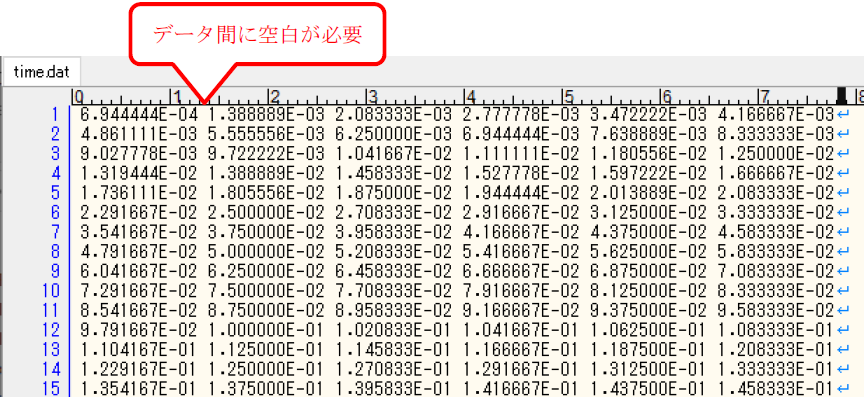 データ間に空白が必要
time.dat
0 1 2 3 4 5 6 7 8
1 6.944444E-04 1.388889E-03 2.083333E-03 2.777778E-03 3.472222E-03 4.166667E-03↵
2 4.861111E-03 5.555556E-03 6.250000E-03 6.944444E-03 7.638889E-03 8.333333E-03↵
3 9.027778E-03 9.722222E-03 1.041667E-02 1.111111E-02 1.180556E-02 1.250000E-02↵
4 1.319444E-02 1.388889E-02 1.458333E-02 1.527778E-02 1.597222E-02 1.666667E-02↵
5 1.736111E-02 1.805556E-02 1.875000E-02 1.944444E-02 2.013889E-02 2.083333E-02↵
6 2.291667E-02 2.500000E-02 2.708333E-02 2.916667E-02 3.125000E-02 3.333333E-02↵
7 3.541667E-02 3.750000E-02 3.958333E-02 4.166667E-02 4.375000E-02 4.583333E-02↵
8 4.791667E-02 5.000000E-02 5.208333E-02 5.416667E-02 5.625000E-02 5.833333E-02↵
9 6.041667E-02 6.250000E-02 6.458333E-02 6.666667E-02 6.875000E-02 7.083333E-02↵
10 7.291667E-02 7.500000E-02 7.708333E-02 7.916667E-02 8.125000E-02 8.333333E-02↵
11 8.541667E-02 8.750000E-02 8.958333E-02 9.166667E-02 9.375000E-02 9.583333E-02↵
12 9.791667E-02 1.000000E-01 1.020833E-01 1.041667E-01 1.062500E-01 1.083333E-01↵
13 1.104167E-01 1.125000E-01 1.145833E-01 1.166667E-01 1.187500E-01 1.208333E-01↵
14 1.229167E-01 1.250000E-01 1.270833E-01 1.291667E-01 1.312500E-01 1.333333E-01↵
15 1.354167E-01 1.375000E-01 1.395833E-01 1.416667E-01 1.437500E-01 1.458333E-01↵